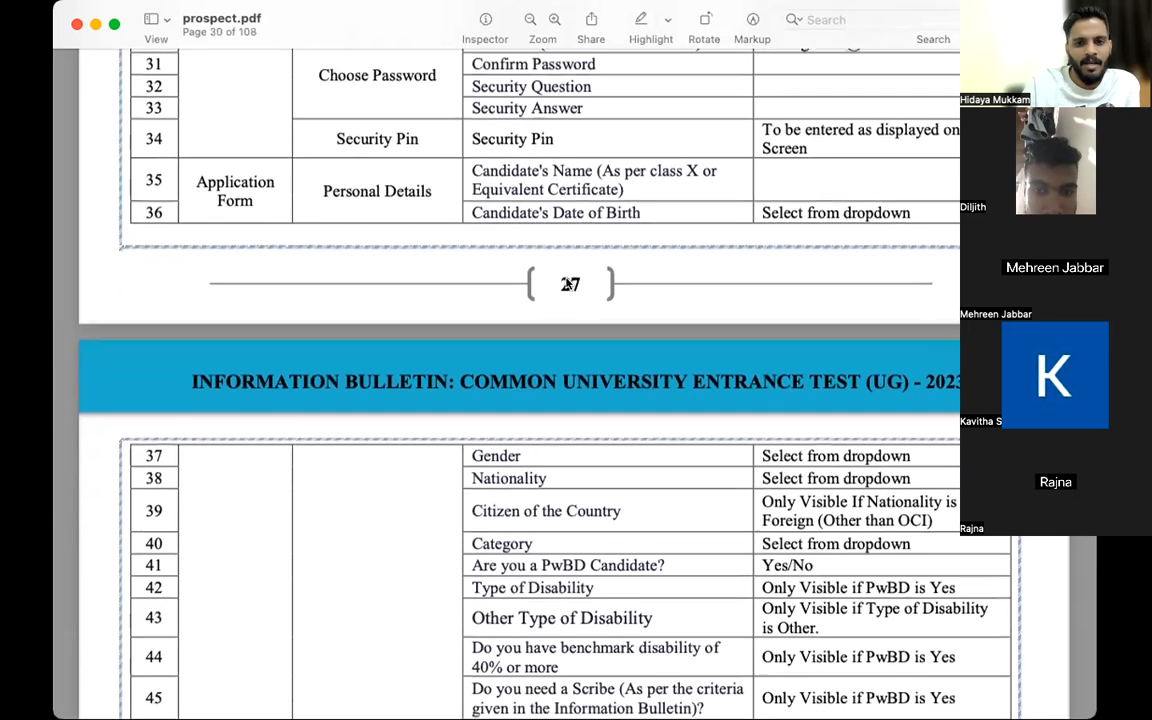 prospect.pdf
Page 30 of 108
View
Inspector
Zoom
Share
Highlight
Rotate
Markup
Search
Search
31 Confirm Password
Choose Password
32 Security Question
33 Security Answer
34 Security Pin Security Pin To be entered as displayed on
Screen
35 Application
Form Personal Details Candidate's Name (As per class X or
Equivalent Certificate)
36 Candidate's Date of Birth Select from dropdown
27
INFORMATION BULLETIN: COMMON UNIVERSITY ENTRANCE TEST (UG) - 2023
37 Gender Select from dropdown
38 Nationality Select from dropdown
39 Citizen of the Country Only Visible If Nationality is
Foreign (Other than OCI)
40 Category Select from dropdown
41 Are you a PwBD Candidate? Yes/No
42 Type of Disability Only Visible if PwBD is Yes
43 Other Type of Disability Only Visible if Type of Disability
is Other.
44 Do you have benchmark disability of
40% or more Only Visible if PwBD is Yes
45 Do you need a Scribe (As per the criteria
given in the Information Bulletin)? Only Visible if PwBD is Yes
Hidaya Mukkam
Diljith
Mehreen Jabbar
Mehreen Jabbar
K
Kavitha S
Rajna
Rajna